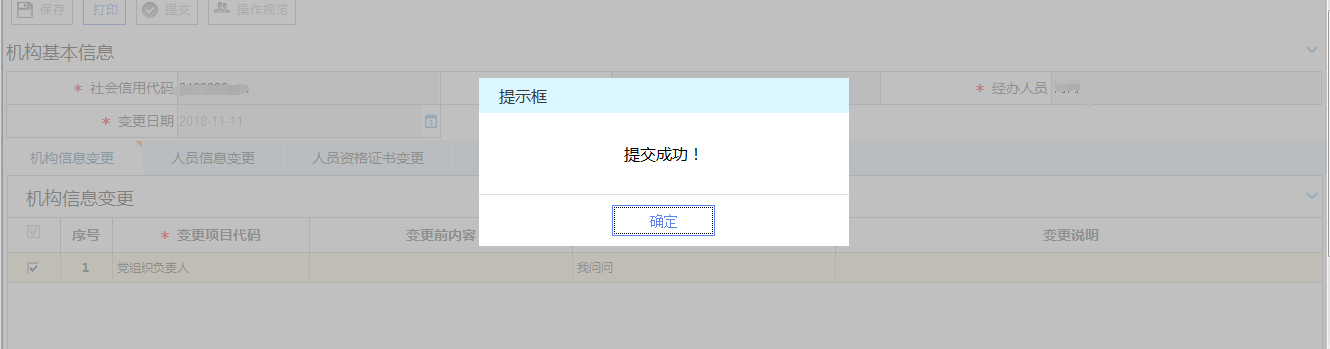 保存 打印 提交 操作规范
机构基本信息
* 社会信用代码 * 经办人员
* 变更日期 2018-11-11
提示框
提交成功！
确定
机构信息变更 人员信息变更 人员资格证书变更
机构信息变更
序号 * 变更项目代码 变更前内容 变更说明
1 党组织负责人 我问问